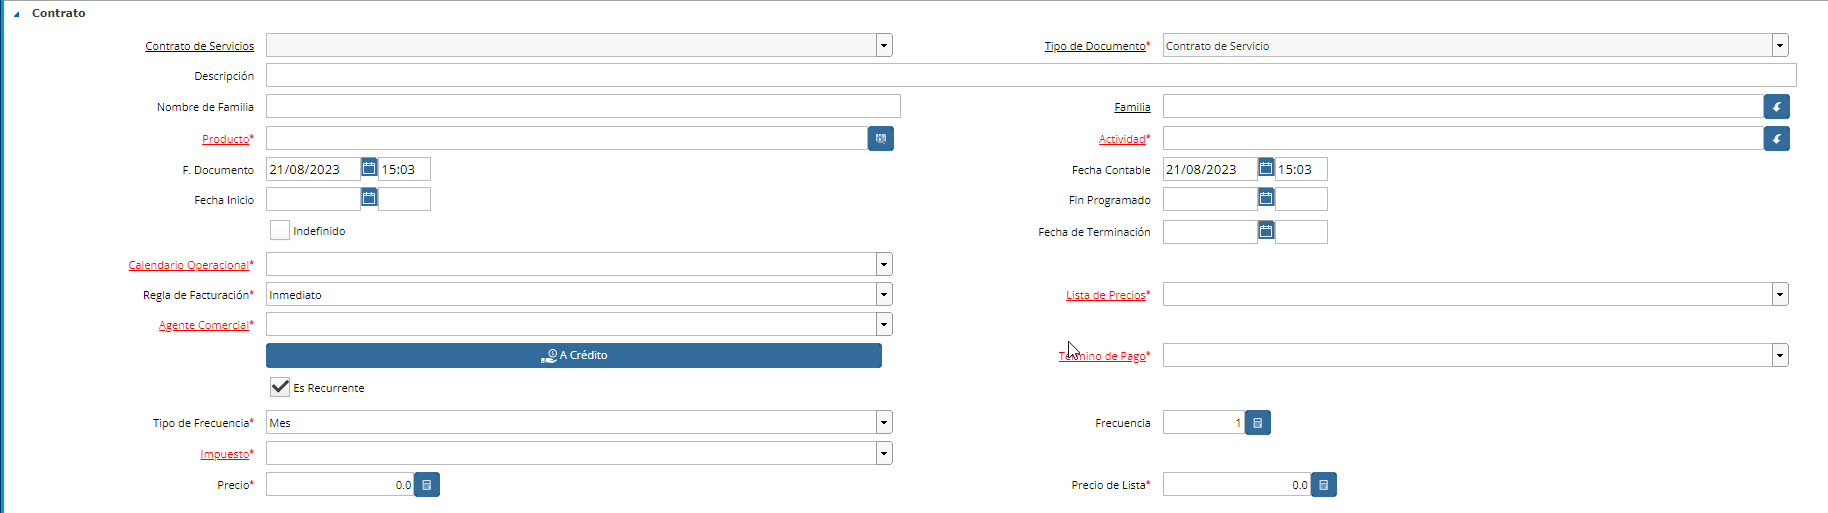 Contrato
Contrato de Servicios
Tipo de Documento* Contrato de Servicio
Descripción
Nombre de Familia
Familia
Producto*
Actividad*
F. Documento 21/08/2023 15:03
Fecha Contable 21/08/2023 15:03
Fecha Inicio
Fin Programado
Indefinido
Fecha de Terminación
Calendario Operacional*
Regla de Facturación* Inmediato
Lista de Precios*
Agente Comercial*
A Crédito
Término de Pago*
Es Recurrente
Tipo de Frecuencia* Mes
Frecuencia 1
Impuesto*
Precio* 0.0
Precio de Lista* 0.0